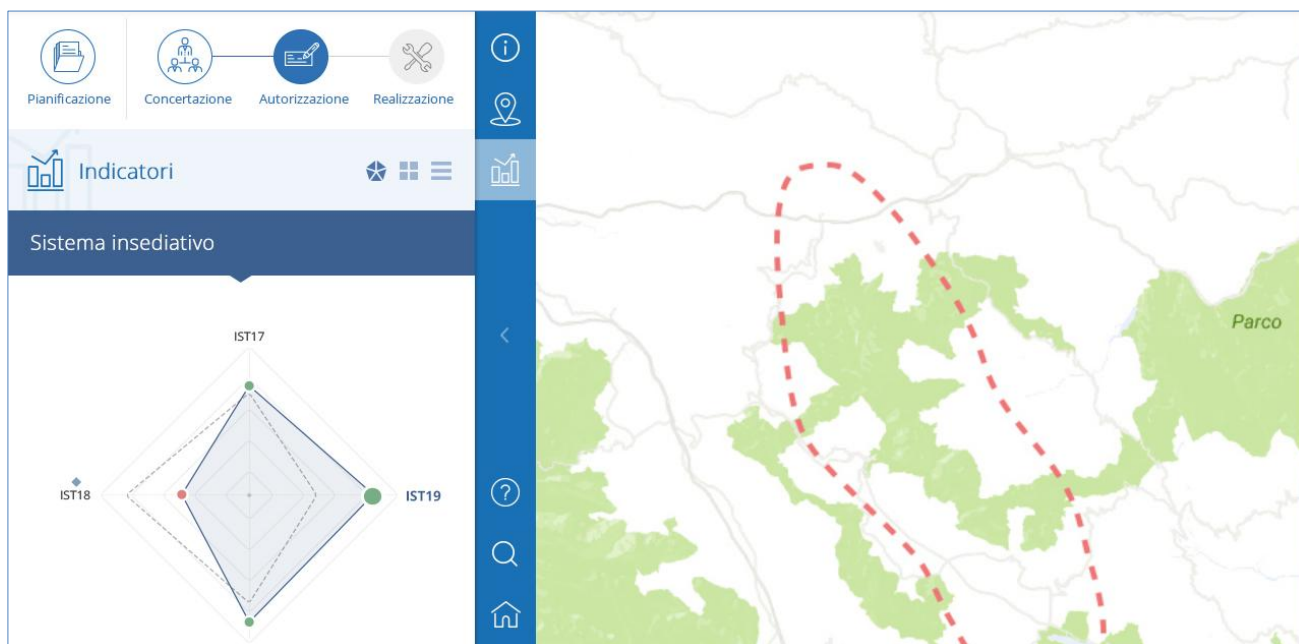 Pianificazione
Concertazione
Autorizzazione
Realizzazione
Indicatori
Sistema insediativo
IST17
IST18
IST19
Parco